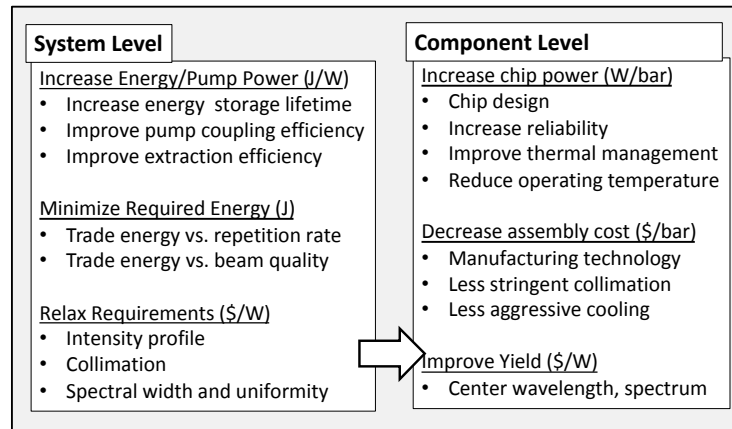 System Level
Increase Energy/Pump Power (J/W)
• Increase energy storage lifetime
• Improve pump coupling efficiency
• Improve extraction efficiency
Minimize Required Energy (J)
• Trade energy vs. repetition rate
• Trade energy vs. beam quality
Relax Requirements ($/W)
• Intensity profile
• Collimation
• Spectral width and uniformity
Component Level
Increase chip power (W/bar)
• Chip design
• Increase reliability
• Improve thermal management
• Reduce operating temperature
Decrease assembly cost ($/bar)
• Manufacturing technology
• Less stringent collimation
• Less aggressive cooling
Improve Yield ($/W)
• Center wavelength, spectrum